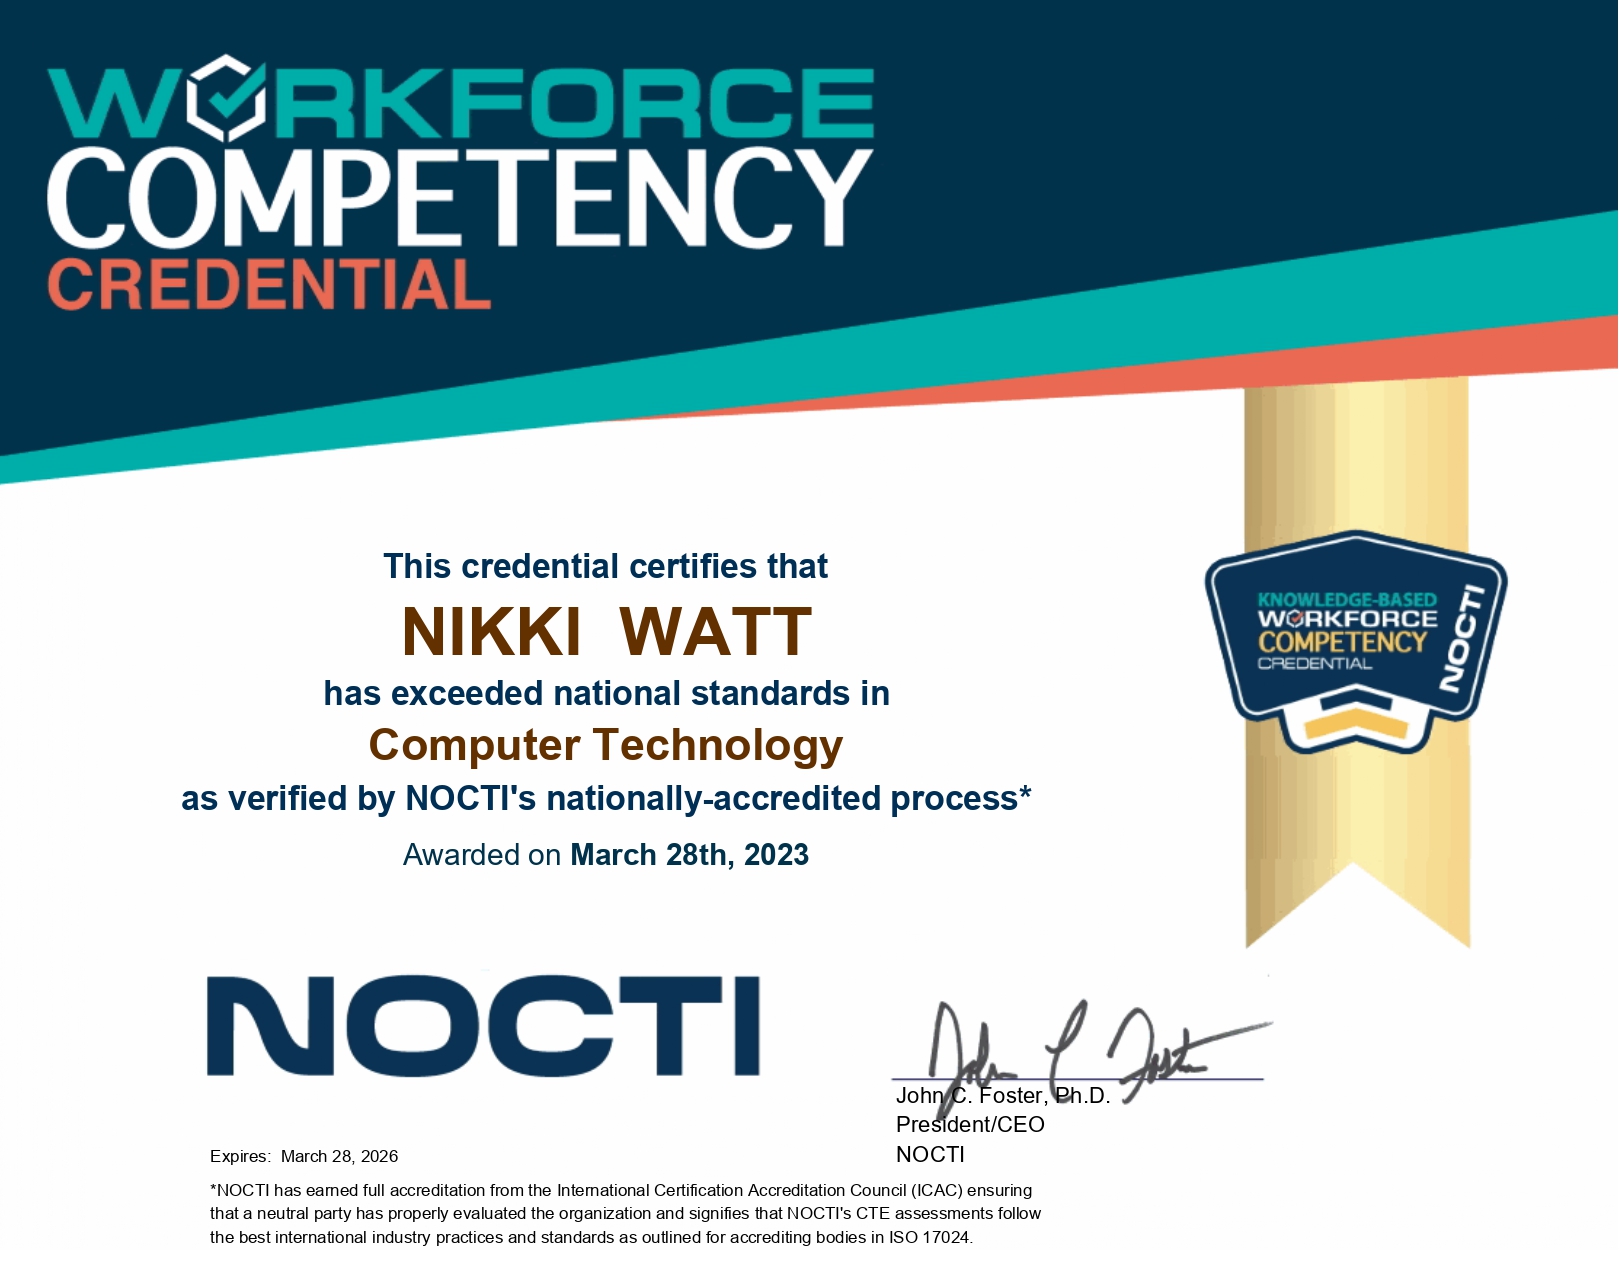 WORKFORCE
COMPETENCY
CREDENTIAL
This credential certifies that
NIKKI WATT
has exceeded national standards in
Computer Technology
as verified by NOCTI's nationally-accredited process*
Awarded on March 28th, 2023
KNOWLEDGE-BASED
WORKFORCE
COMPETENCY
CREDENTIAL
NOCTI
NOCTI
John C Foster
John C. Foster, Ph.D.
President/CEO
NOCTI
Expires: March 28, 2026
*NOCTI has earned full accreditation from the International Certification Accreditation Council (ICAC) ensuring
that a neutral party has properly evaluated the organization and signifies that NOCTI's CTE assessments follow
the best international industry practices and standards as outlined for accrediting bodies in ISO 17024.